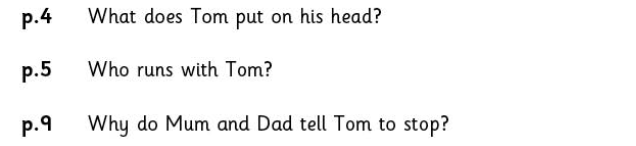 p.4 What does Tom put on his head?
p.5 Who runs with Tom?
p.9 Why do Mum and Dad tell Tom to stop?